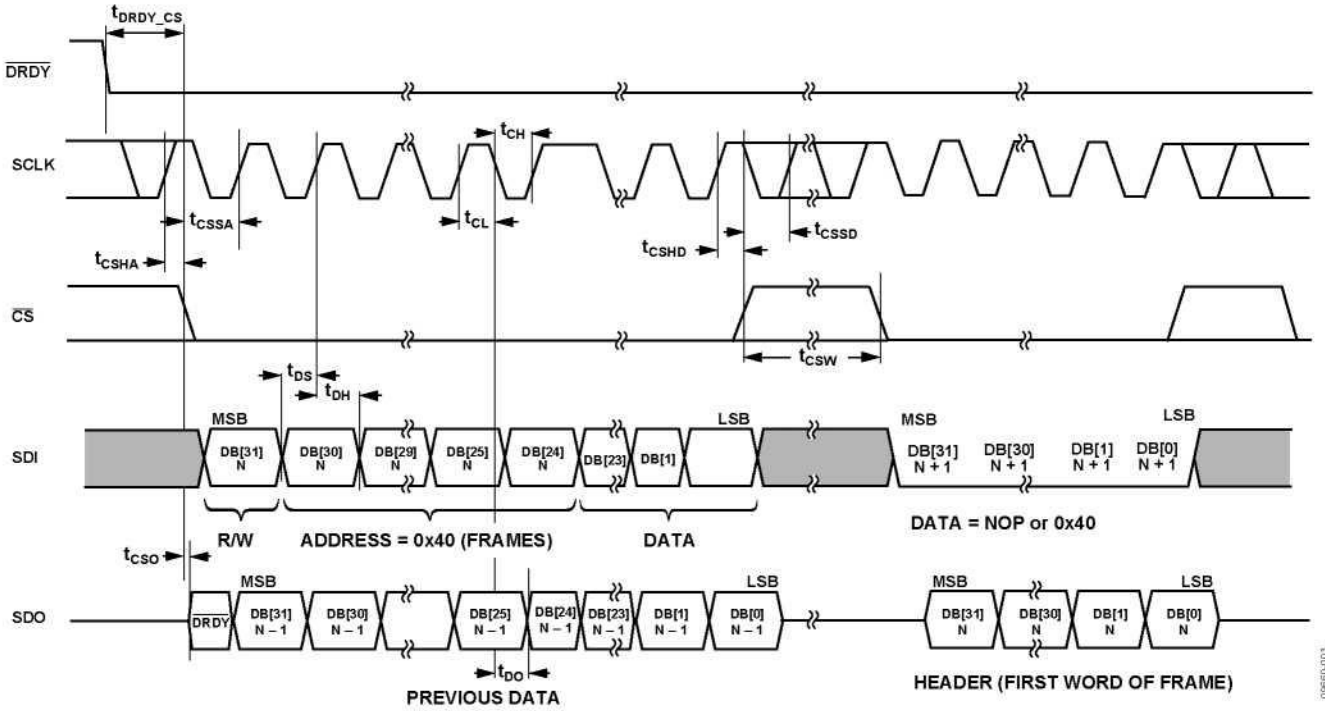 tDRDY_CS
DRDY
SCLK
tCH
tCSSA
tCL
tCSHD
tCSSD
tCSHA
CS
tCSW
tDS
tDH
MSB
LSB
MSB
LSB
SDI
DB[31] N
DB[30] N
DB[29] N
DB[25] N
DB[24] N
DB[23]
DB[1]
DB[31] N + 1
DB[30] N + 1
DB[1] N + 1
DB[0] N + 1
R/W
ADDRESS = 0x40 (FRAMES)
DATA
DATA = NOP or 0x40
tCSO
MSB
LSB
MSB
LSB
SDO
DRDY
DB[31] N – 1
DB[30] N – 1
DB[25] N – 1
DB[24] N – 1
DB[23] N – 1
DB[1] N – 1
DB[0] N – 1
DB[31] N
DB[30] N
DB[1] N
DB[0] N
tDO
PREVIOUS DATA
HEADER (FIRST WORD OF FRAME)